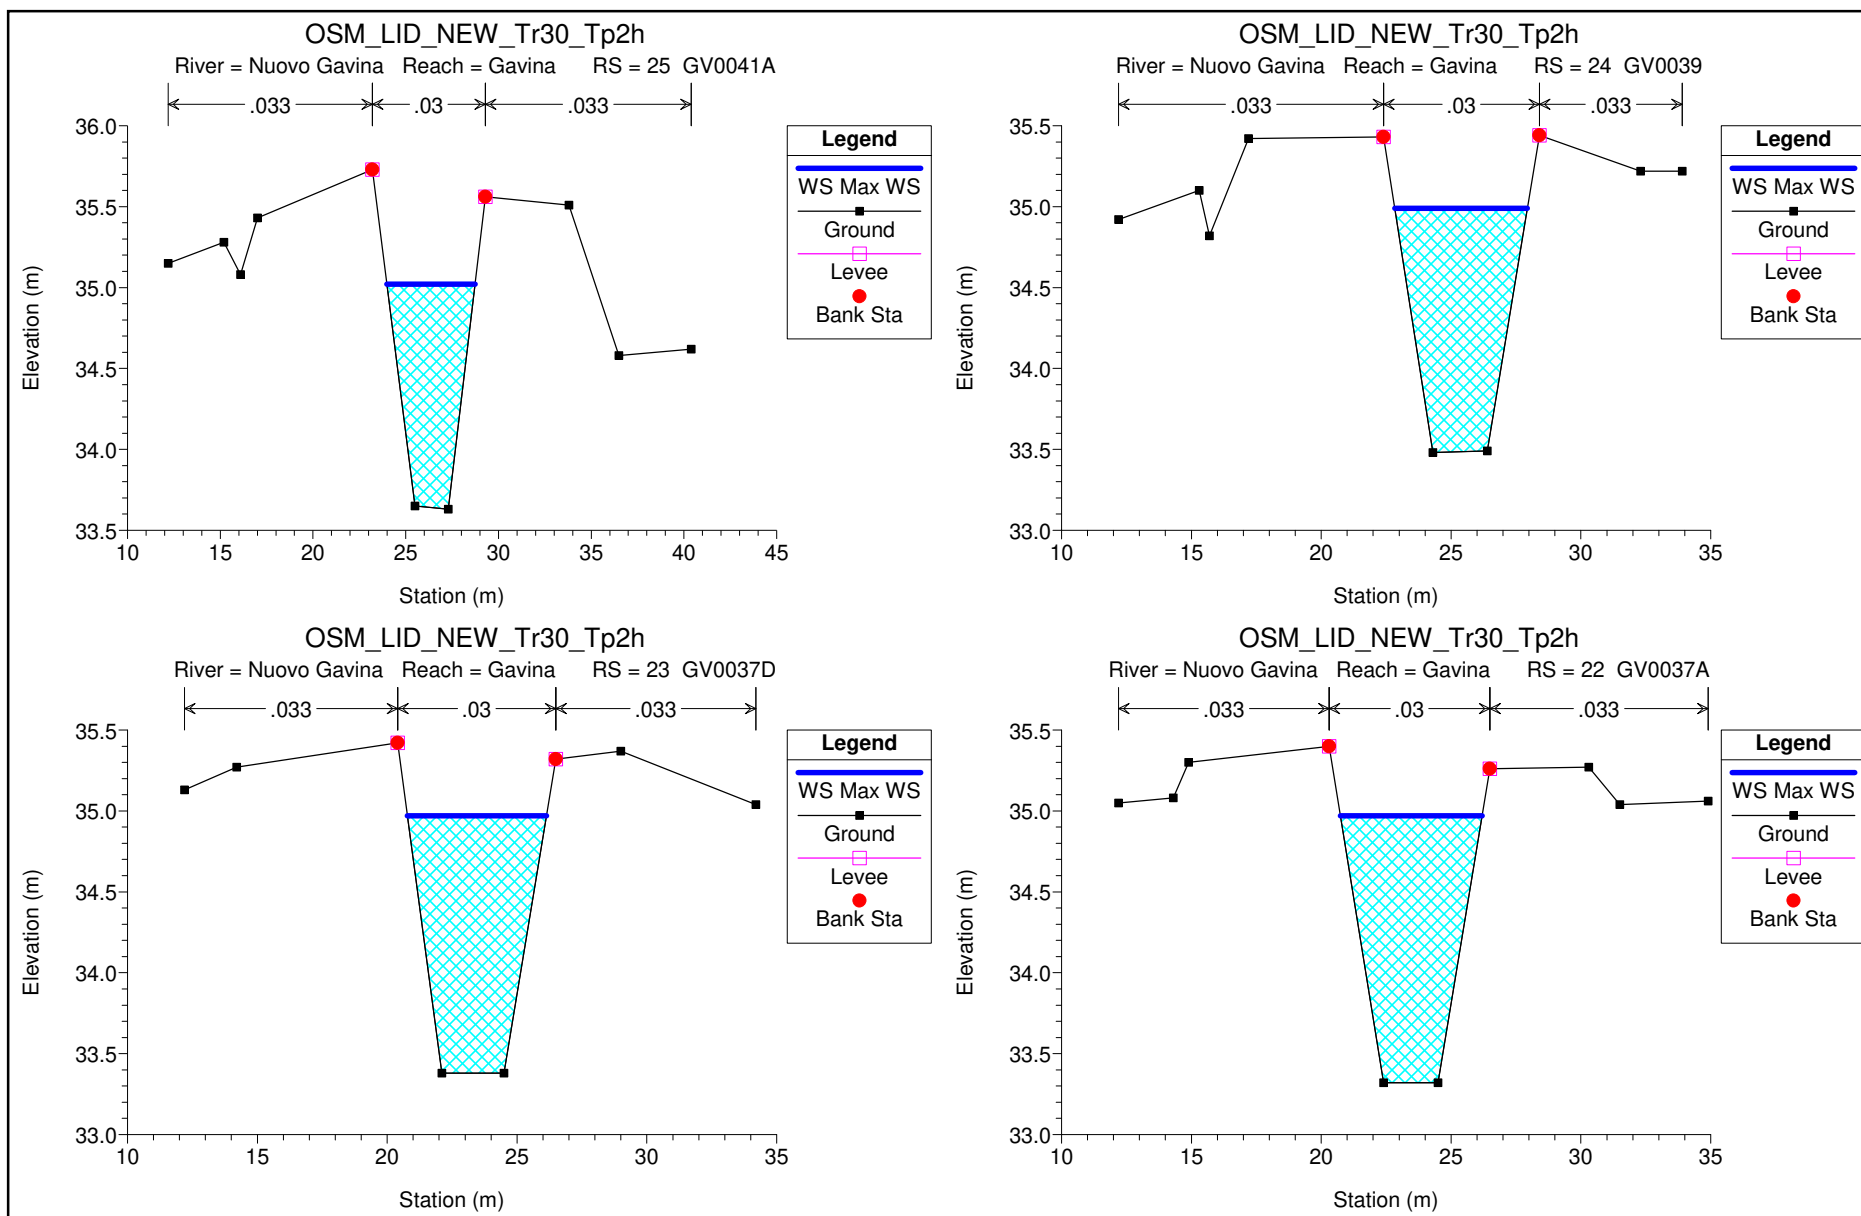 OSM_LID_NEW_Tr30_Tp2h
River = Nuovo Gavina Reach = Gavina RS = 25 GV0041A
.033 .03 .033
36.0
35.5
35.0
34.5
34.0
33.5
10 15 20 25 30 35 40 45
Station (m)
Elevation (m)
Legend
WS Max WS
Ground
Levee
Bank Sta
OSM_LID_NEW_Tr30_Tp2h
River = Nuovo Gavina Reach = Gavina RS = 24 GV0039
.033 .03 .033
35.5
35.0
34.5
34.0
33.5
33.0
10 15 20 25 30 35
Station (m)
Elevation (m)
Legend
WS Max WS
Ground
Levee
Bank Sta
OSM_LID_NEW_Tr30_Tp2h
River = Nuovo Gavina Reach = Gavina RS = 23 GV0037D
.033 .03 .033
35.5
35.0
34.5
34.0
33.5
33.0
10 15 20 25 30 35
Station (m)
Elevation (m)
Legend
WS Max WS
Ground
Levee
Bank Sta
OSM_LID_NEW_Tr30_Tp2h
River = Nuovo Gavina Reach = Gavina RS = 22 GV0037A
.033 .03 .033
35.5
35.0
34.5
34.0
33.5
33.0
10 15 20 25 30 35
Station (m)
Elevation (m)
Legend
WS Max WS
Ground
Levee
Bank Sta